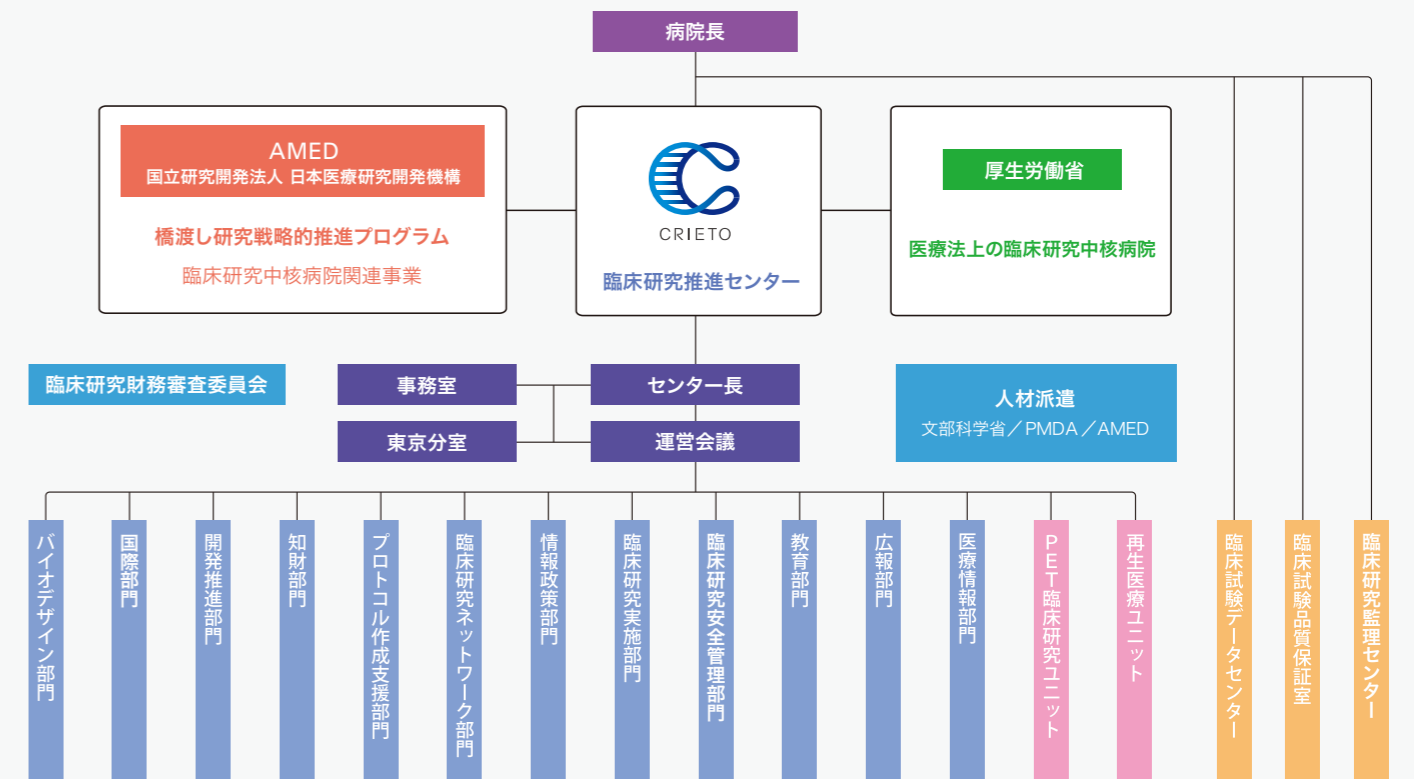 病院長
AMED
国立研究開発法人 日本医療研究開発機構
橋渡し研究戦略的推進プログラム
臨床研究中核病院関連事業
CRIETO
臨床研究推進センター
厚生労働省
医療法上の臨床研究中核病院
臨床研究財務審査委員会
事務室
センター長
東京分室
運営会議
人材派遣
文部科学省／PMDA／AMED
バイオデザイン部門
国際部門
開発推進部門
知財部門
プロトコル作成支援部門
臨床研究ネットワーク部門
情報政策部門
臨床研究実施部門
臨床研究安全管理部門
教育部門
広報部門
医療情報部門
PET臨床研究ユニット
再生医療ユニット
臨床試験データセンター
臨床試験品質保証室
臨床研究監理センター